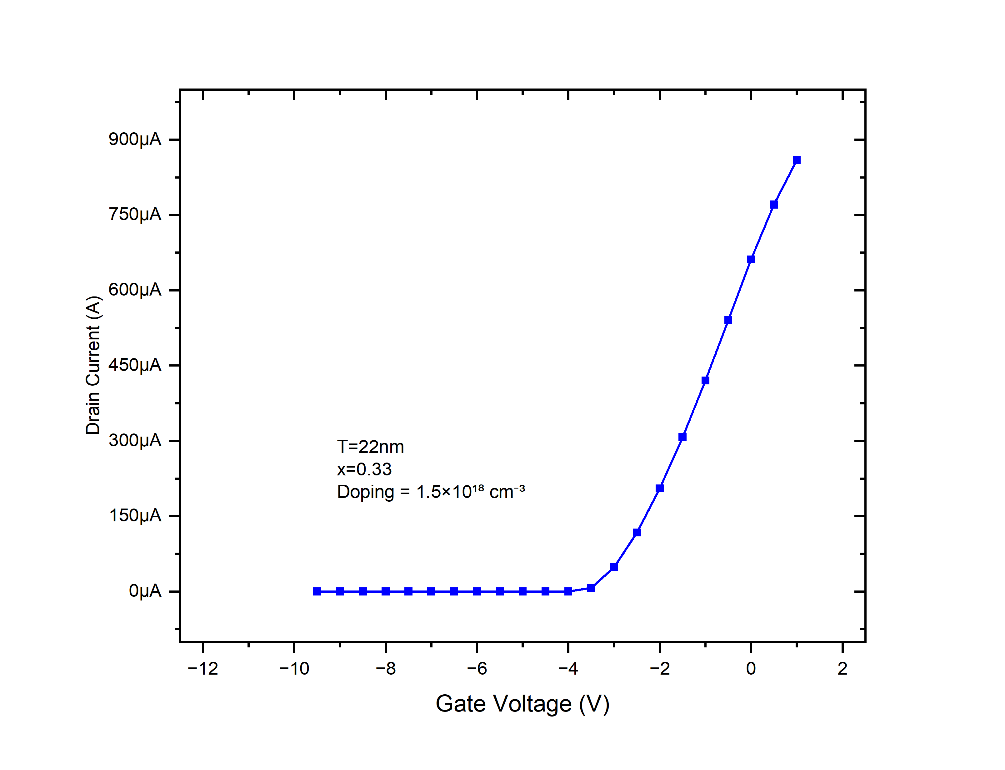 900µA
750µA
600µA
450µA
300µA
150µA
0µA
Drain Current (A)
T=22nm
x=0.33
Doping = 1.5×10¹⁸ cm⁻³
−12 −10 −8 −6 −4 −2 0 2
Gate Voltage (V)